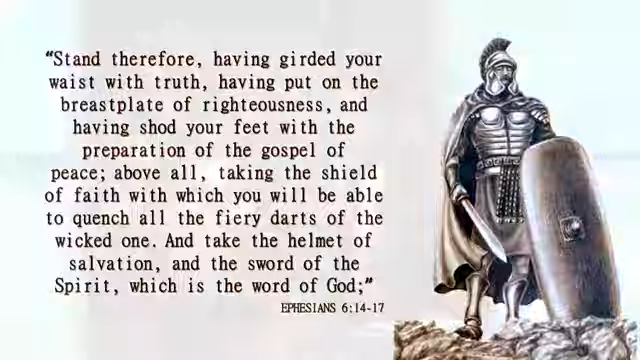 “Stand therefore, having girded your
waist with truth, having put on the
breastplate of righteousness, and
having shod your feet with the
preparation of the gospel of
peace; above all, taking the shield
of faith with which you will be able
to quench all the fiery darts of the
wicked one. And take the helmet of
salvation, and the sword of the
Spirit, which is the word of God;”
EPHESIANS 6:14-17